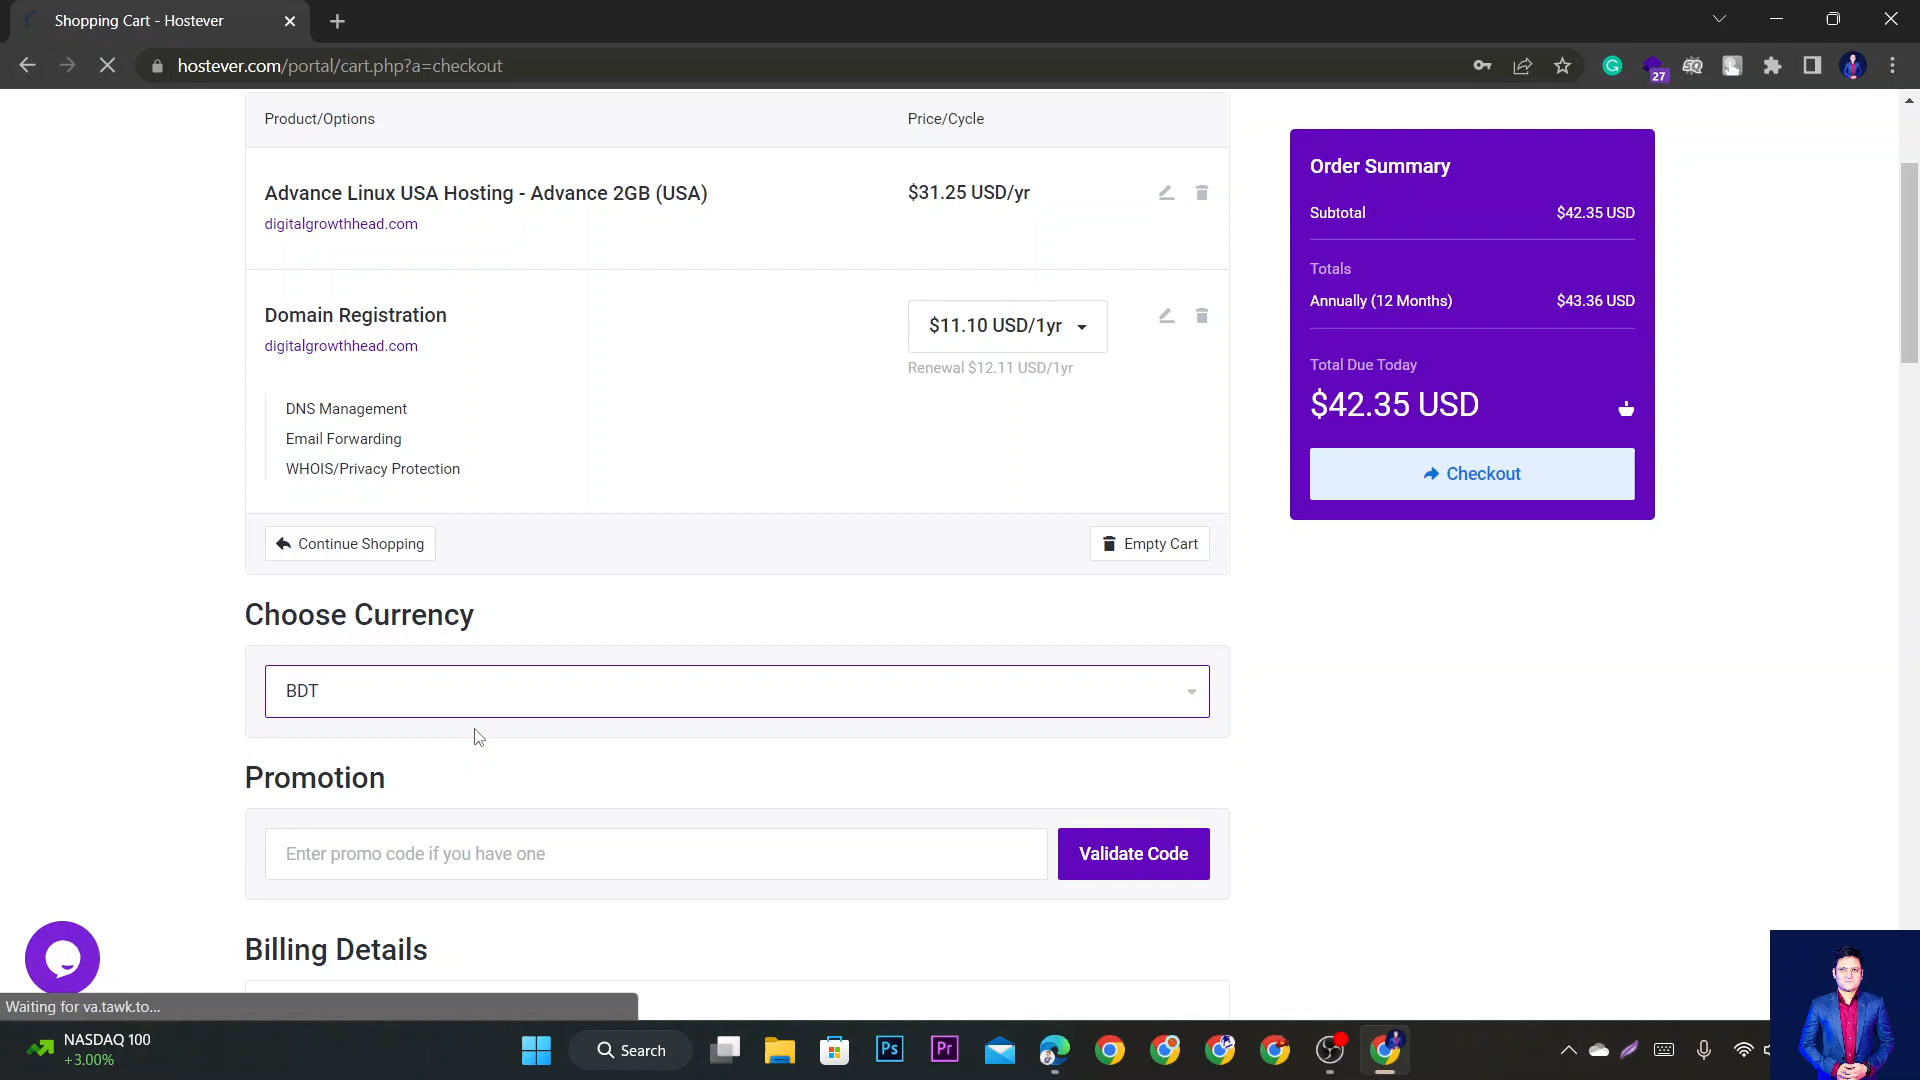 Shopping Cart - Hostever
hostever.com/portal/cart.php?a=checkout
27
Product/Options
Price/Cycle
Advance Linux USA Hosting - Advance 2GB (USA)
$31.25 USD/yr
digitalgrowthhead.com
Domain Registration
$11.10 USD/1yr
digitalgrowthhead.com
Renewal $12.11 USD/1yr
DNS Management
Email Forwarding
WHOIS/Privacy Protection
Continue Shopping
Empty Cart
Order Summary
Subtotal
$42.35 USD
Totals
Annually (12 Months)
$43.36 USD
Total Due Today
$42.35 USD
Checkout
Choose Currency
BDT
Promotion
Enter promo code if you have one
Validate Code
Billing Details
Waiting for va.tawk.to...
NASDAQ 100
+3.00%
Search
Ps
Pr